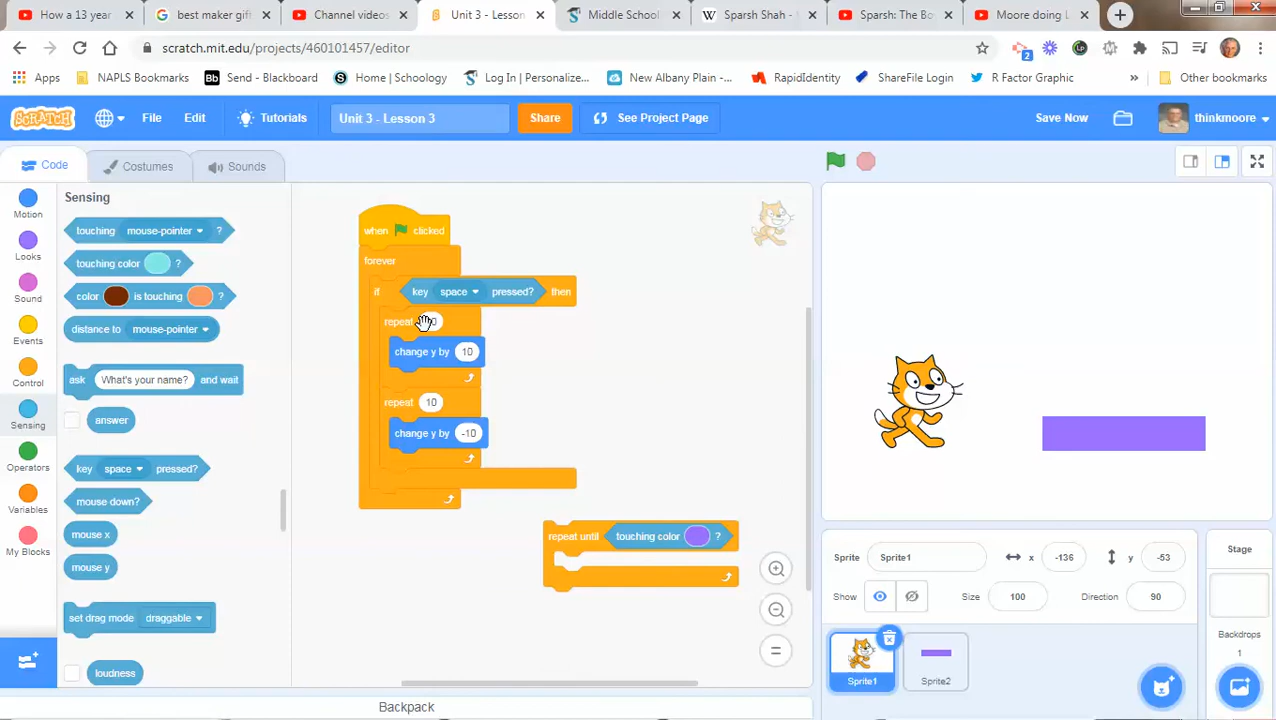 How a 13 year
best maker gif
Channel videos
Unit 3 - Lesson
Middle School
Sparsh Shah -
Sparsh: The Bo
Moore doing L
scratch.mit.edu/projects/460101457/editor
Apps
NAPLS Bookmarks
Send - Blackboard
Home | Schoology
Log In | Personalize...
New Albany Plain -...
RapidIdentity
ShareFile Login
R Factor Graphic
Other bookmarks
SCRATCH
File
Edit
Tutorials
Unit 3 - Lesson 3
Share
See Project Page
Save Now
thinkmoore
Code
Costumes
Sounds
Motion
Looks
Sound
Events
Control
Sensing
Operators
Variables
My Blocks
Sensing
touching mouse-pointer ?
touching color ?
color is touching ?
distance to mouse-pointer
ask What's your name? and wait
answer
key space pressed?
mouse down?
mouse x
mouse y
set drag mode draggable
loudness
when clicked
forever
if key space pressed? then
repeat
change y by 10
repeat 10
change y by -10
repeat until touching color ?
Sprite Sprite1 x -136 y -53
Show Size 100 Direction 90
Sprite1
Sprite2
Stage
Backdrops
1
Backpack